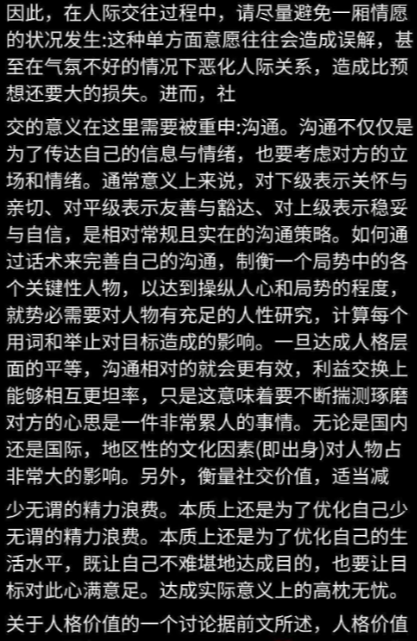 因此，在人际交往过程中，请尽量避免一厢情愿
的状况发生:这种单方面意愿往往会造成误解，甚
至在气氛不好的情况下恶化人际关系，造成比预
想还要大的损失。进而，社
交的意义在这里需要被重申:沟通。沟通不仅仅是
为了传达自己的信息与情绪，也要考虑对方的立
场和情绪。通常意义上来说，对下级表示关怀与
亲切、对平级表示友善与豁达、对上级表示稳妥
与自信，是相对常规且实在的沟通策略。如何通
过话术来完善自己的沟通，制衡一个局势中的各
个关键性人物，以达到操纵人心和局势的程度，
就势必需要对人物有充足的人性研究，计算每个
用词和举止对目标造成的影响。一旦达成人格层
面的平等，沟通相对的就会更有效，利益交换上
能够相互更坦率，只是这意味着要不断揣测琢磨
对方的心思是一件非常累人的事情。无论是国内
还是国际，地区性的文化因素(即出身)对人物占
非常大的影响。另外，衡量社交价值，适当减
少无谓的精力浪费。本质上还是为了优化自己少
无谓的精力浪费。本质上还是为了优化自己的生
活水平，既让自己不难堪地达成目的，也要让目
标对此心满意足。达成实际意义上的高枕无忧。
关于人格价值的一个讨论据前文所述，人格价值